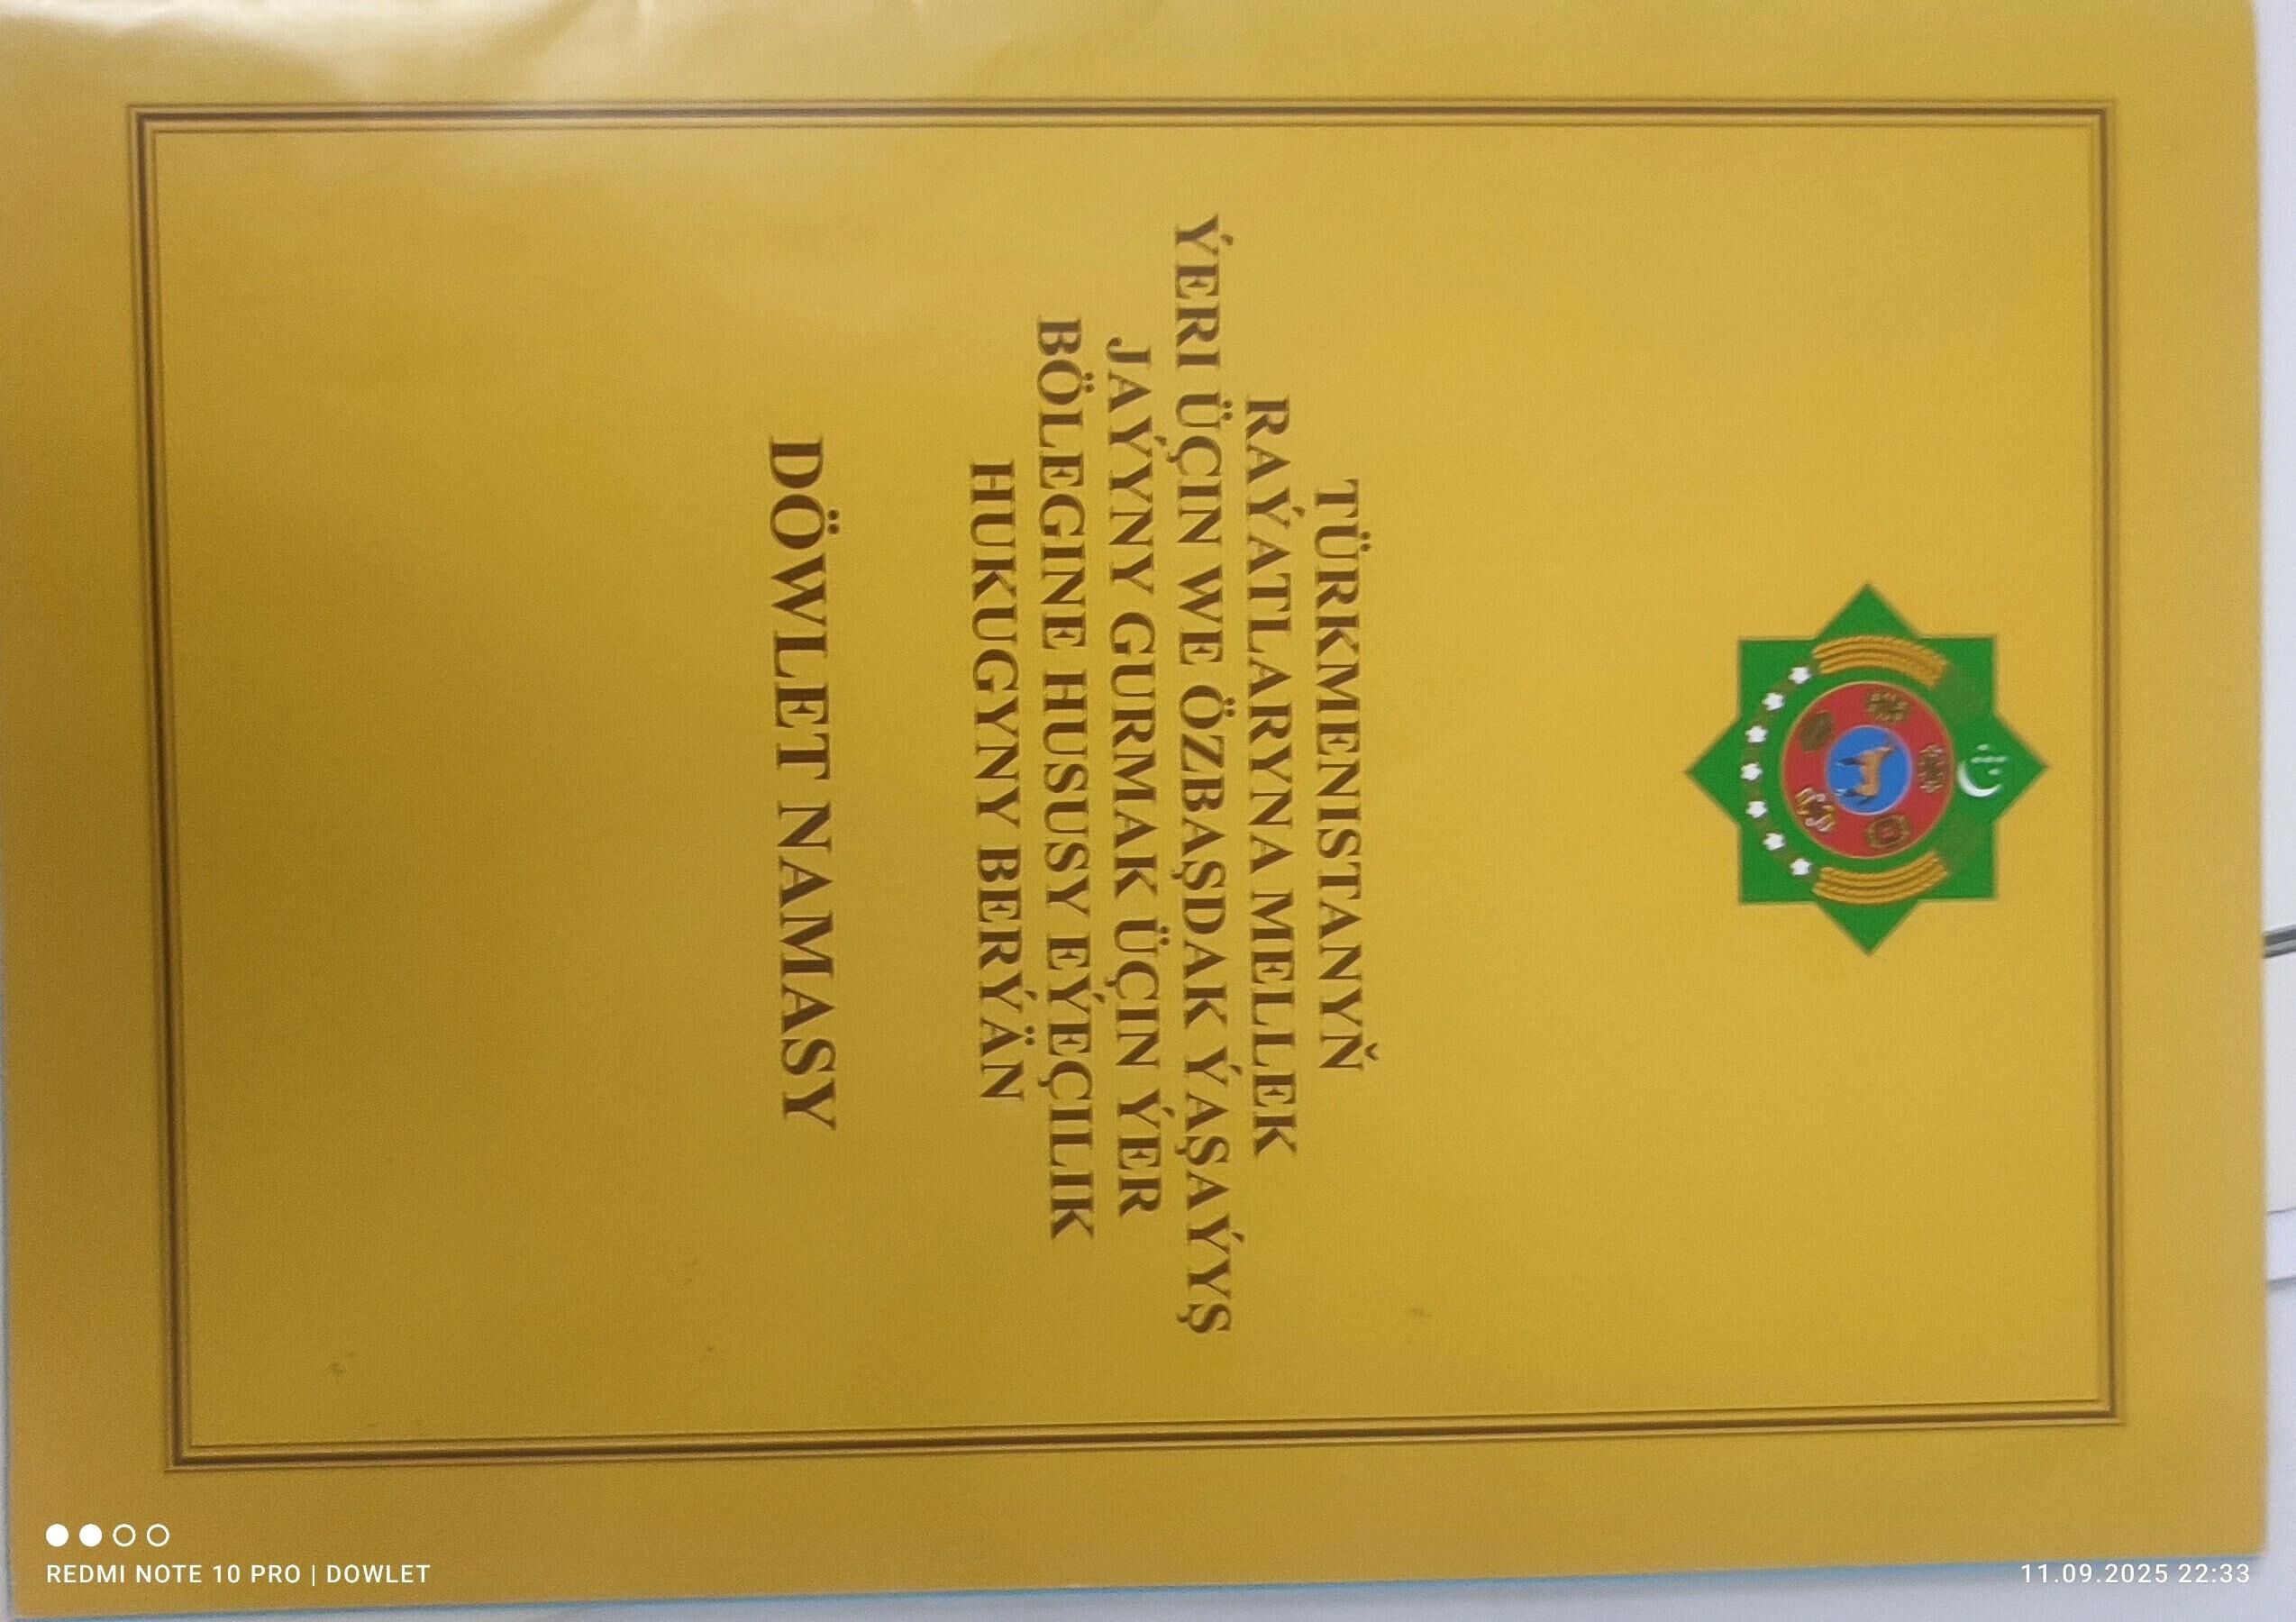 TÜRKMENISTANYŇ
RAÝATLARYNA MELLEK
ÝERI ÜÇIN WE ÖZBAŞDAK ÝAŞAÝYŞ
JAÝYNY GURMAK ÜÇIN ÝER
BÖLEGINE HUSUSY EÝEÇILIK
HUKUGYNY BERÝÄN
DÖWLET NAMASY
REDMI NOTE 10 PRO | DOWLET
11.09.2025 22:33